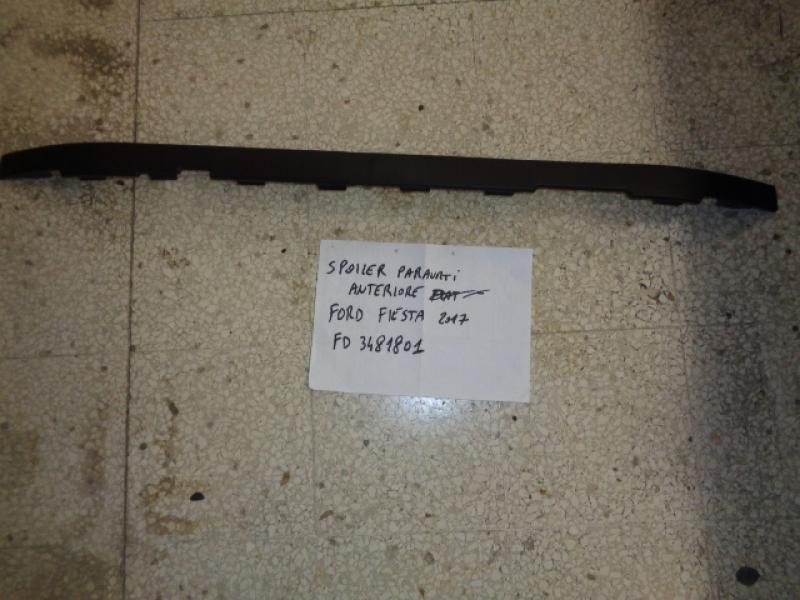 SPOILER PARAURTI
ANTERIORE
FORD FIESTA 2017
FD 3481801